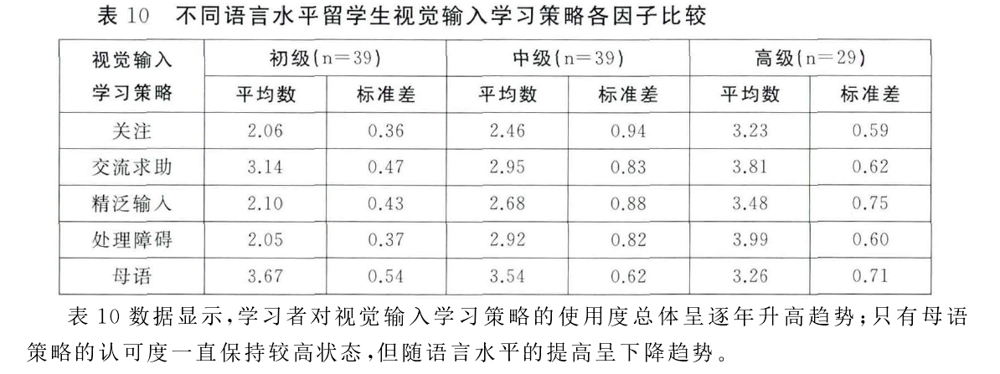 表 10 不同语言水平留学生视觉输入学习策略各因子比较
视觉输入 初级(n=39) 中级(n=39) 高级(n=29)
学习策略 平均数 标准差 平均数 标准差 平均数 标准差
关注 2.06 0.36 2.46 0.94 3.23 0.59
交流求助 3.14 0.47 2.95 0.83 3.81 0.62
精泛输入 2.10 0.43 2.68 0.88 3.48 0.75
处理障碍 2.05 0.37 2.92 0.82 3.99 0.60
母语 3.67 0.54 3.54 0.62 3.26 0.71
表 10 数据显示,学习者对视觉输入学习策略的使用度总体呈逐年升高趋势;只有母语
策略的认可度一直保持较高状态,但随语言水平的提高呈下降趋势。